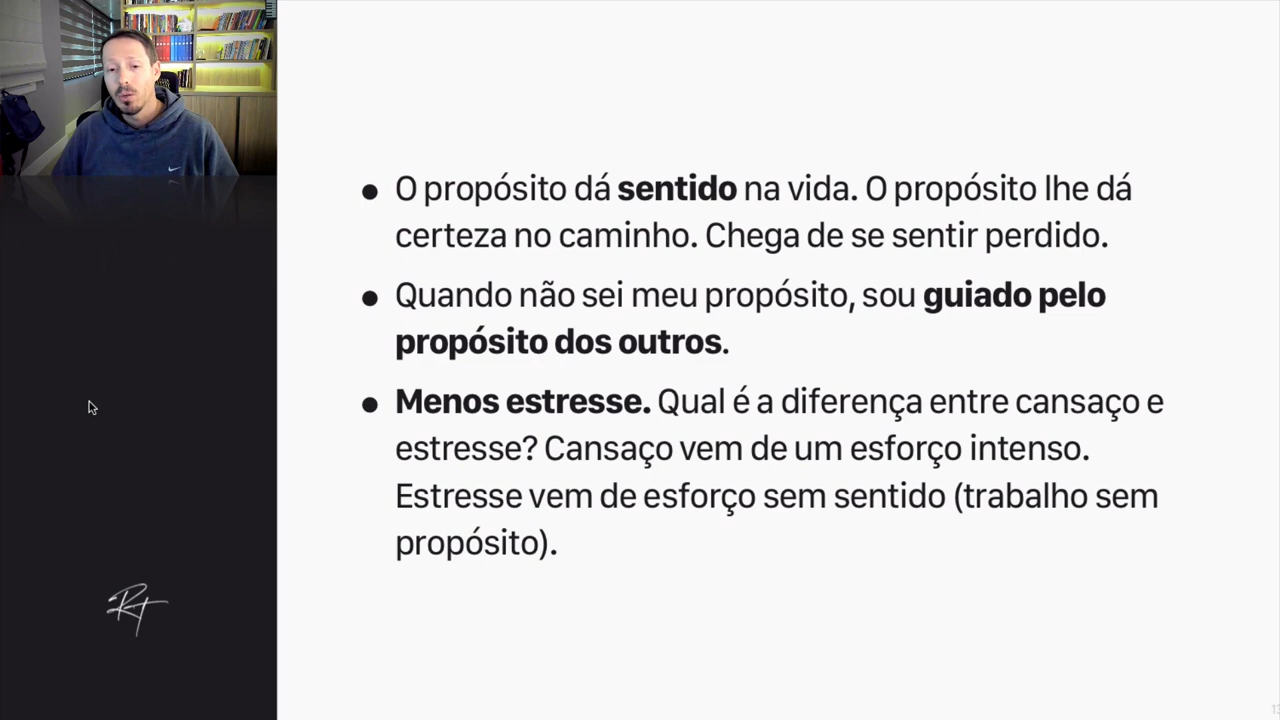 ● O propósito dá sentido na vida. O propósito lhe dá
certeza no caminho. Chega de se sentir perdido.
● Quando não sei meu propósito, sou guiado pelo
propósito dos outros.
● Menos estresse. Qual é a diferença entre cansaço e
estresse? Cansaço vem de um esforço intenso.
Estresse vem de esforço sem sentido (trabalho sem
propósito).
RT